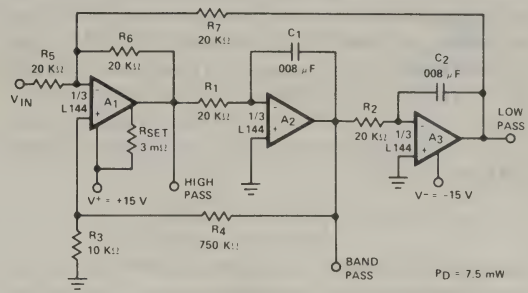 R7
20 KΩ
R6
20 KΩ
R5
20 KΩ
VIN
1/3
L144
-
+
A1
RSET
3 mΩ
V+ = +15 V
HIGH
PASS
R1
20 KΩ
C1
008 µF
1/3
L144
-
+
A2
R2
20 KΩ
C2
008 µF
1/3
L144
-
+
A3
LOW
PASS
V- = -15 V
R3
10 KΩ
R4
750 KΩ
BAND
PASS
PD = 7.5 mW